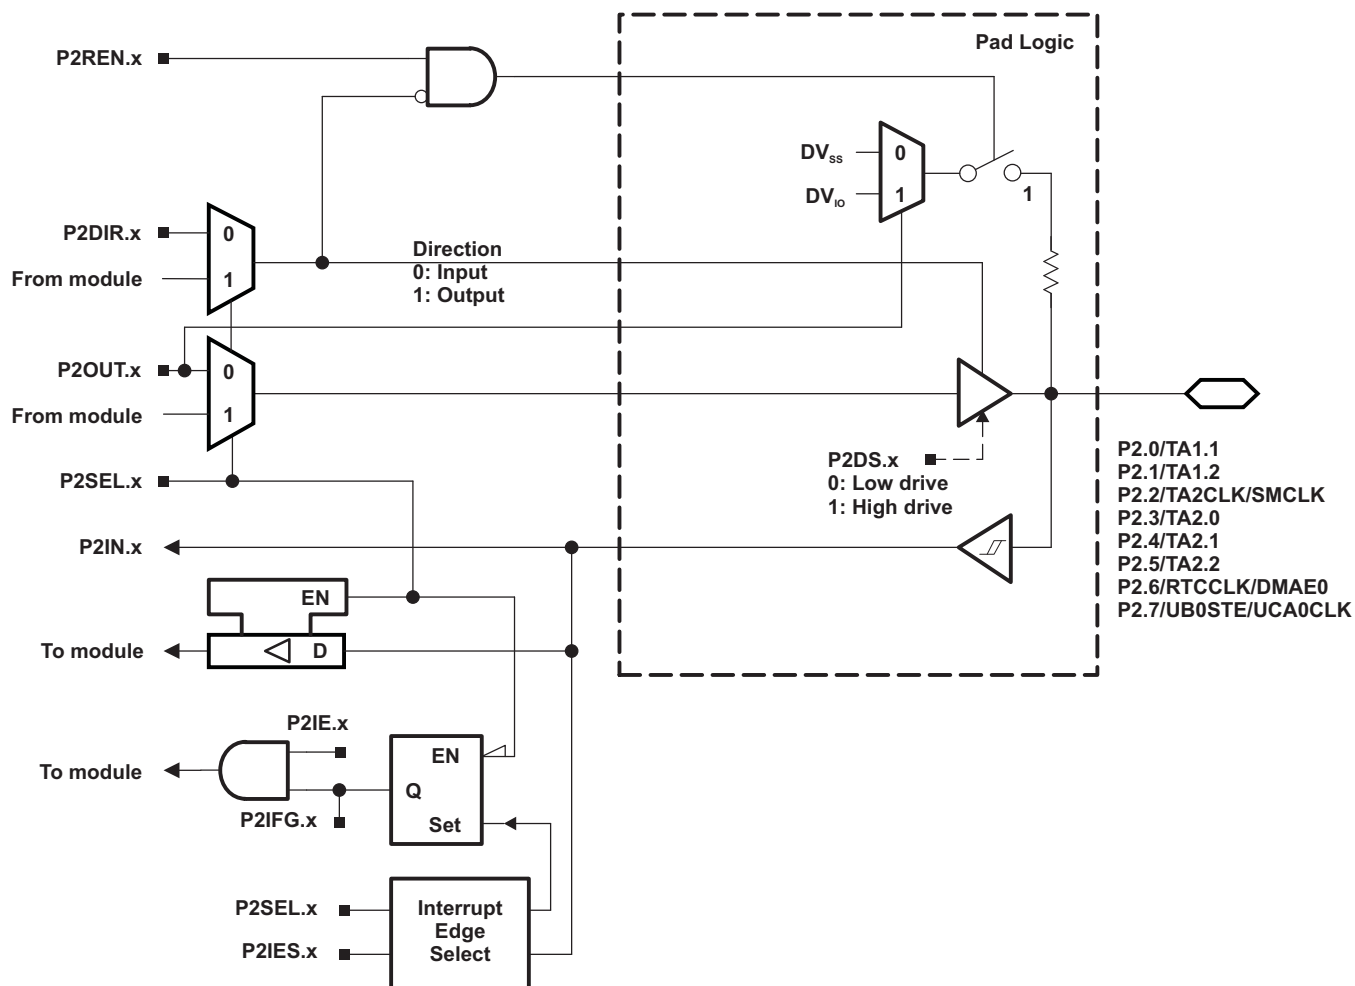 Pad Logic
P2REN.x
DVSS
0
DVIO
1
1
P2DIR.x
0
From module
1
Direction
0: Input
1: Output
P2OUT.x
0
From module
1
P2SEL.x
P2DS.x
0: Low drive
1: High drive
P2.0/TA1.1
P2.1/TA1.2
P2.2/TA2CLK/SMCLK
P2.3/TA2.0
P2.4/TA2.1
P2.5/TA2.2
P2.6/RTCCLK/DMAE0
P2.7/UB0STE/UCA0CLK
P2IN.x
EN
To module
D
P2IE.x
EN
To module
Q
P2IFG.x
Set
P2SEL.x
P2IES.x
Interrupt
Edge
Select